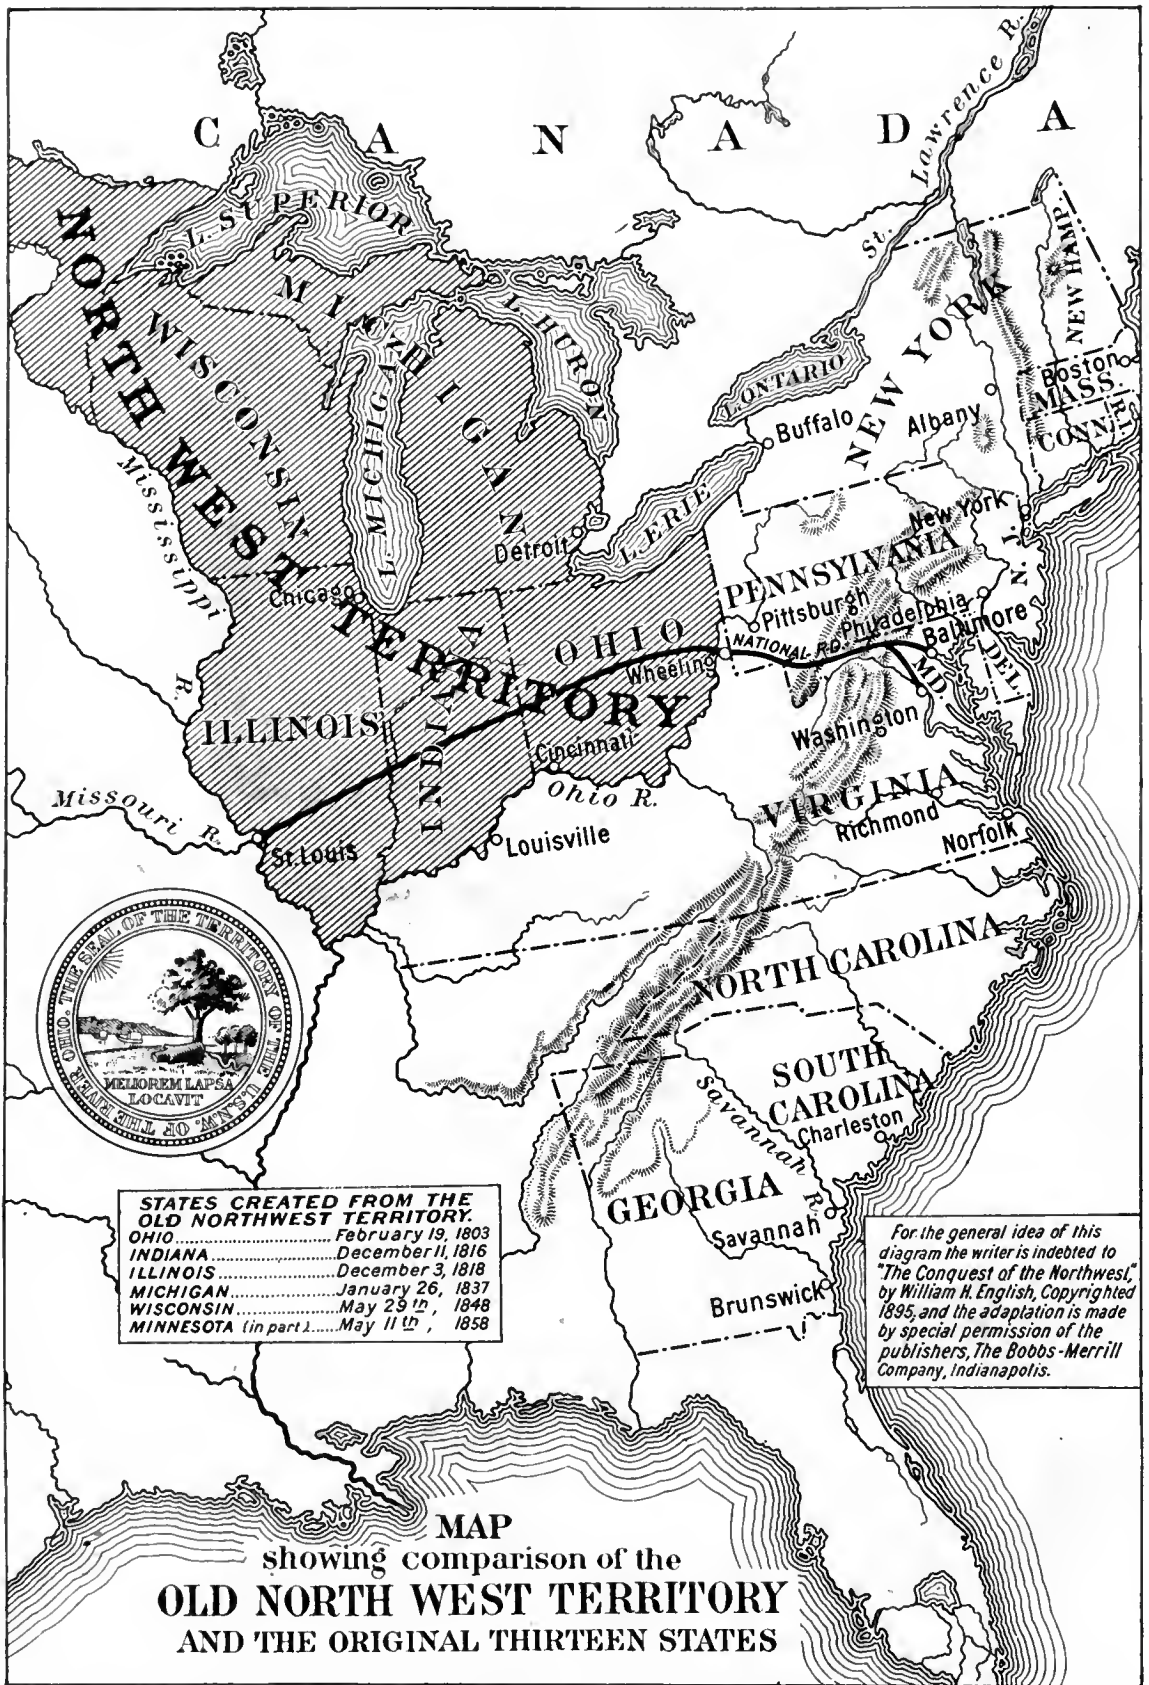 CANADA
St. Lawrence R.
L. SUPERIOR
NORTH WEST TERRITORY
MICHIGAN
WISCONSIN
L. HURON
L. MICHIGAN
L. ONTARIO
L. ERIE
NEW HAMP.
NEW YORK
Boston
MASS.
CONN.
R.I.
Buffalo
Albany
Mississippi R.
Detroit
New York
PENNSYLVANIA
N. J.
Chicago
Pittsburgh
Philadelphia
Baltimore
NATIONAL RD.
OHIO
Wheeling
MD.
DEL.
INDIANA
ILLINOIS
Washington
Cincinnati
Ohio R.
VIRGINIA
Richmond
Norfolk
Missouri R.
St. Louis
Louisville
NORTH CAROLINA
THE SEAL OF THE TERRITORY OF THE U.S. N.W. OF THE RIVER OHIO.
MELIOREM LAPSA
LOCAVIT
SOUTH
CAROLINA
Charleston
Savannah R.
GEORGIA
Savannah
Brunswick
STATES CREATED FROM THE
OLD NORTHWEST TERRITORY.
OHIO.............................. February 19, 1803
INDIANA.....................December 11, 1816
ILLINOIS....................December 3, 1818
MICHIGAN....................January 26, 1837
WISCONSIN.................May 29th, 1848
MINNESOTA (in part)......May 11th, 1858
For the general idea of this
diagram the writer is indebted to
"The Conquest of the Northwest,"
by William H. English, Copyrighted
1895, and the adaptation is made
by special permission of the
publishers, The Bobbs-Merrill
Company, Indianapolis.
MAP
showing comparison of the
OLD NORTH WEST TERRITORY
AND THE ORIGINAL THIRTEEN STATES